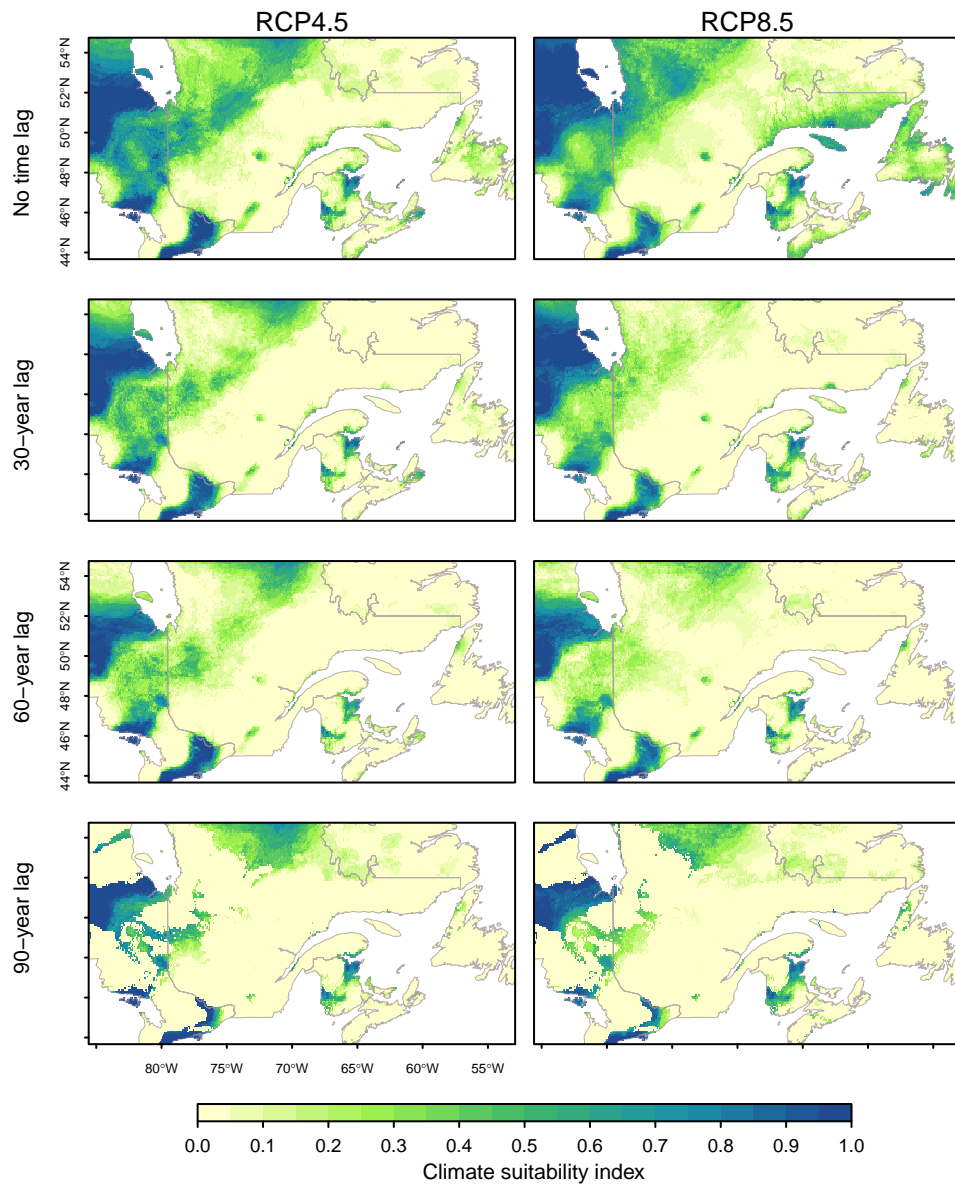 RCP4.5 RCP8.5
No time lag
54°N
52°N
50°N
48°N
46°N
44°N
30−year lag
60−year lag
54°N
52°N
50°N
48°N
46°N
44°N
90−year lag
80°W 75°W 70°W 65°W 60°W 55°W
0.0 0.1 0.2 0.3 0.4 0.5 0.6 0.7 0.8 0.9 1.0
Climate suitability index